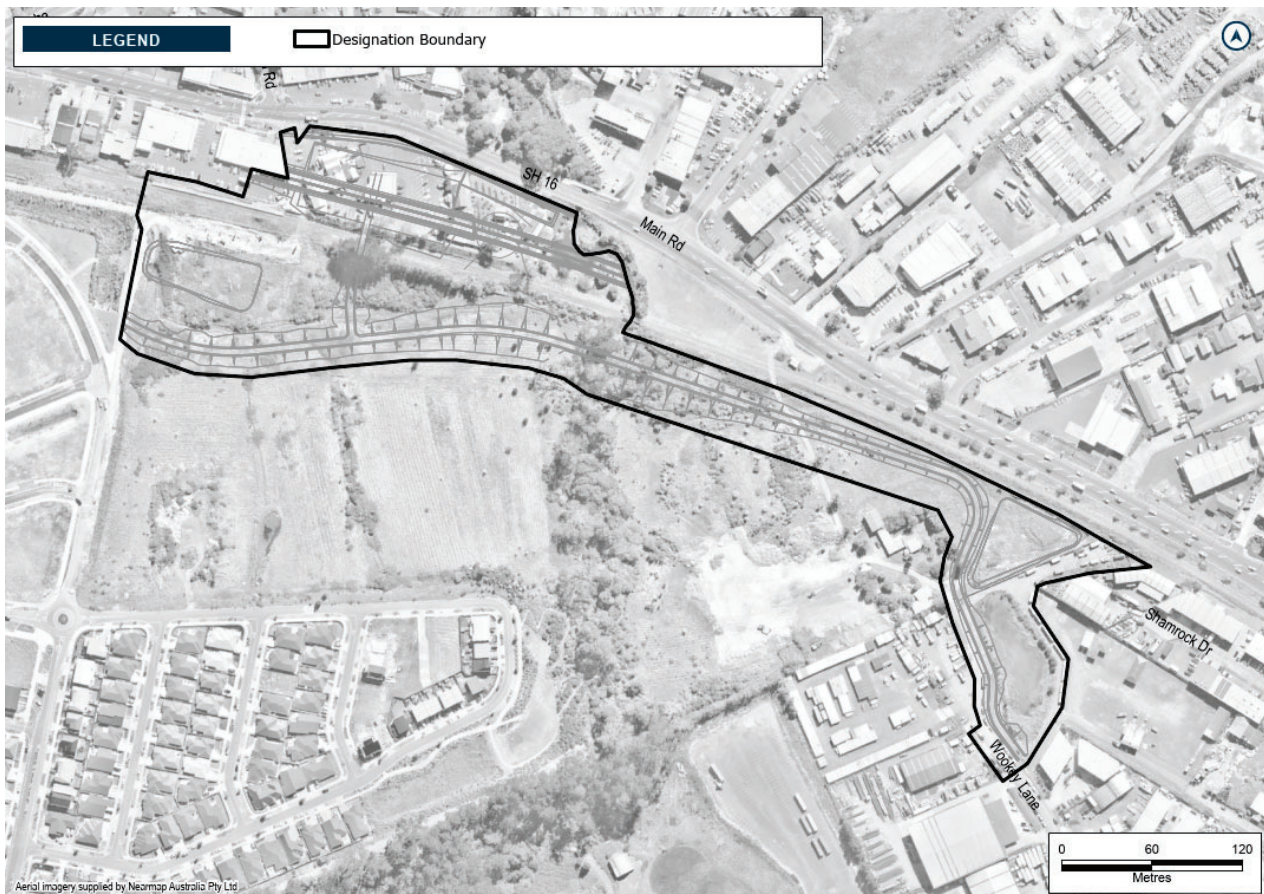 LEGEND
Designation Boundary
Rd
SH 16
Main Rd
Shamrock Dr
Wookey Lane
0 60 120
Metres
Aerial imagery supplied by Nearmap Australia Pty Ltd